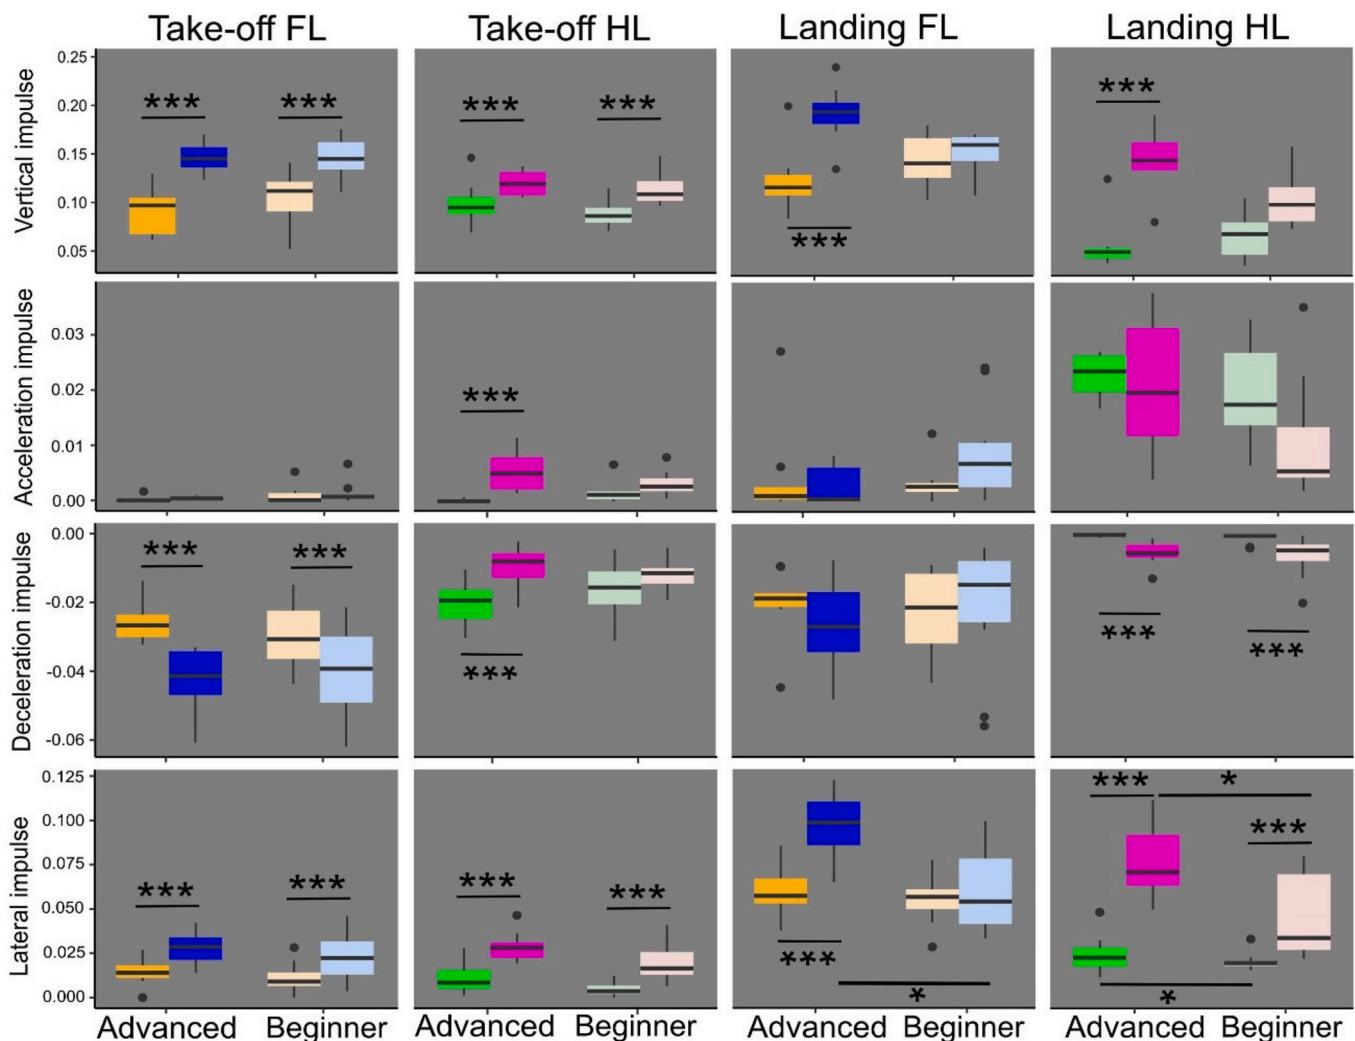 Take-off FL Take-off HL Landing FL Landing HL
Vertical impulse
0.25
0.20
0.15
0.10
0.05
*** *** *** *** *** ***
Acceleration impulse
0.03
0.02
0.01
0.00
***
Deceleration impulse
0.00
-0.02
-0.04
-0.06
*** *** *** *** ***
Lateral impulse
0.125
0.100
0.075
0.050
0.025
0.000
*** *** *** *** *** * *** * *** *
Advanced Beginner Advanced Beginner Advanced Beginner Advanced Beginner